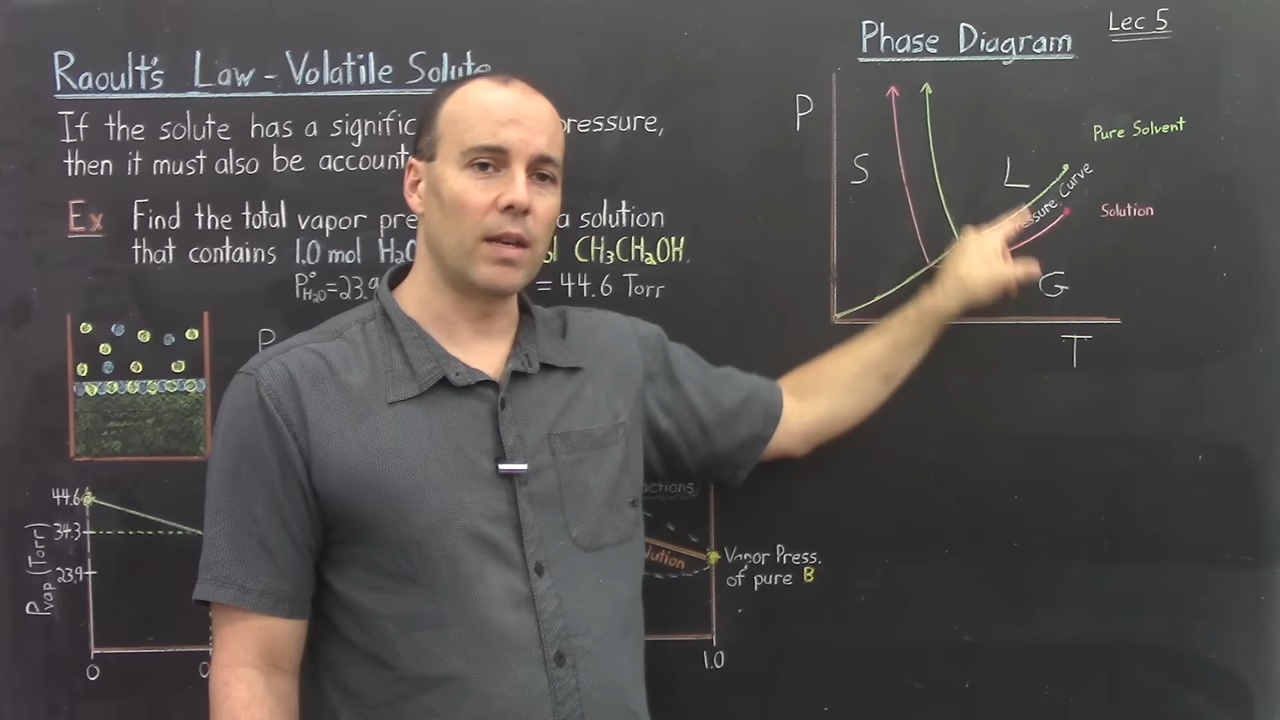 Raoult's Law - Volatile Solute
If the solute has a signific pressure,
then it must also be account
Ex Find the total vapor pre a solution
that contains 1.0 mol H₂O CH₃CH₂OH.
P°H₂O=23.9 = 44.6 Torr
P
44.6
34.3
23.9
Pvap (Torr)
0
0
actions
lution
Vapor Press.
of pure B
1.0
Phase Diagram
Lec 5
P
S
L
G
T
Pure Solvent
Curve
Solution